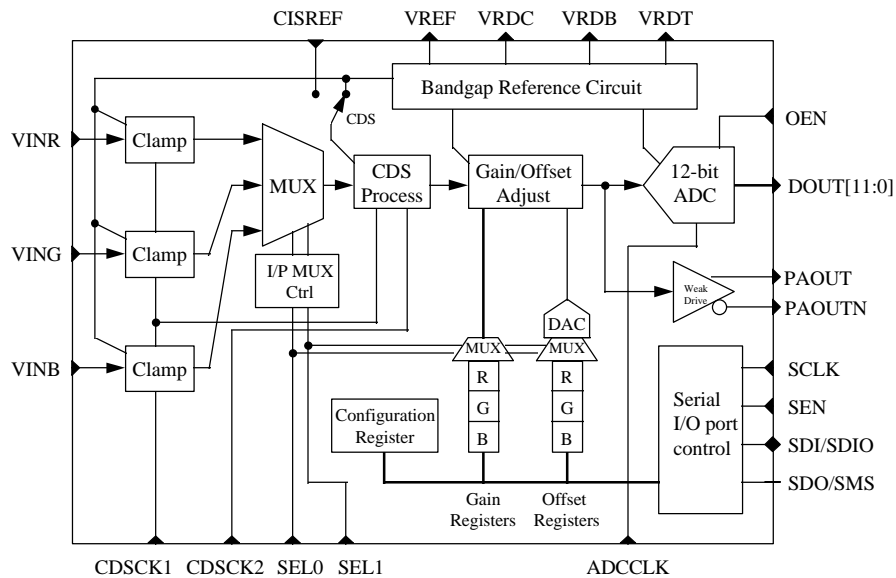 CISREF VREF VRDC VRDB VRDT
Bandgap Reference Circuit
CDS
OEN
VINR
Clamp
MUX
CDS
Process
Gain/Offset
Adjust
12-bit
ADC
DOUT[11:0]
VING
Clamp
I/P MUX
Ctrl
Weak
Drive
PAOUT
PAOUTN
DAC
MUX
MUX
VINB
Clamp
SCLK
SEN
SDI/SDIO
SDO/SMS
Serial
I/O port
control
R
G
B
R
G
B
Configuration
Register
Gain
Registers
Offset
Registers
CDSCK1 CDSCK2 SEL0 SEL1 ADCCLK